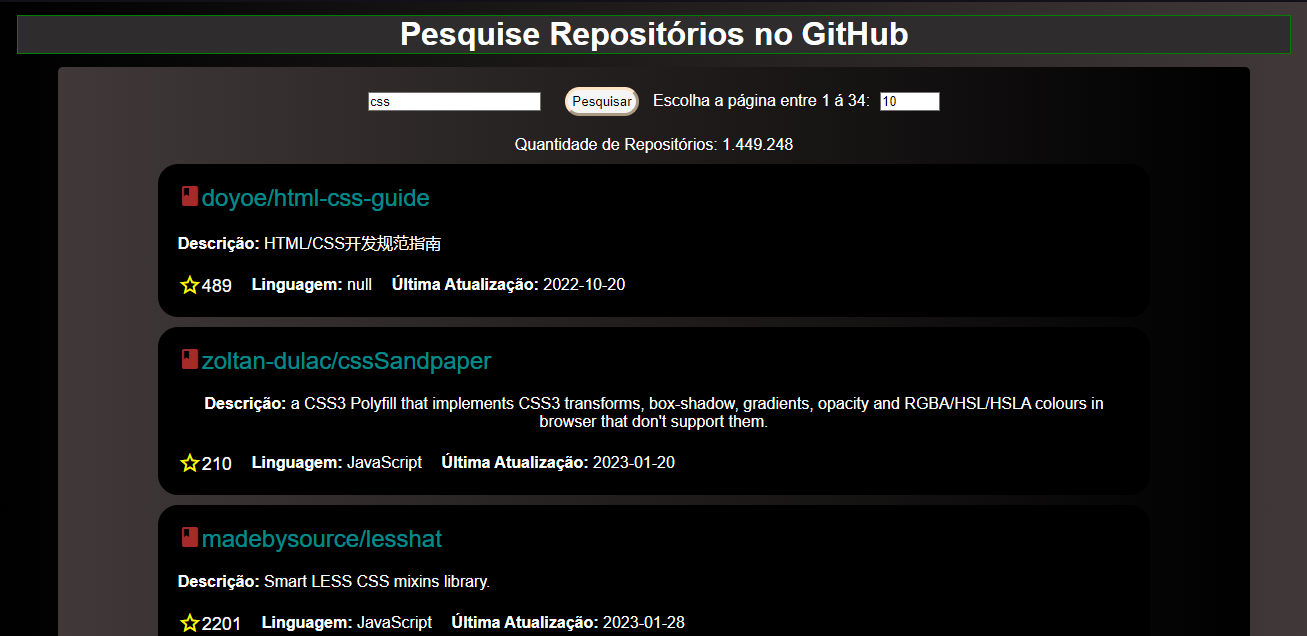 Pesquise Repositórios no GitHub
css Pesquisar Escolha a página entre 1 á 34: 10
Quantidade de Repositórios: 1.449.248
doyoe/html-css-guide
Descrição: HTML/CSS开发规范指南
489 Linguagem: null Última Atualização: 2022-10-20
zoltan-dulac/cssSandpaper
Descrição: a CSS3 Polyfill that implements CSS3 transforms, box-shadow, gradients, opacity and RGBA/HSL/HSLA colours in
browser that don't support them.
210 Linguagem: JavaScript Última Atualização: 2023-01-20
madebysource/lesshat
Descrição: Smart LESS CSS mixins library.
2201 Linguagem: JavaScript Última Atualização: 2023-01-28